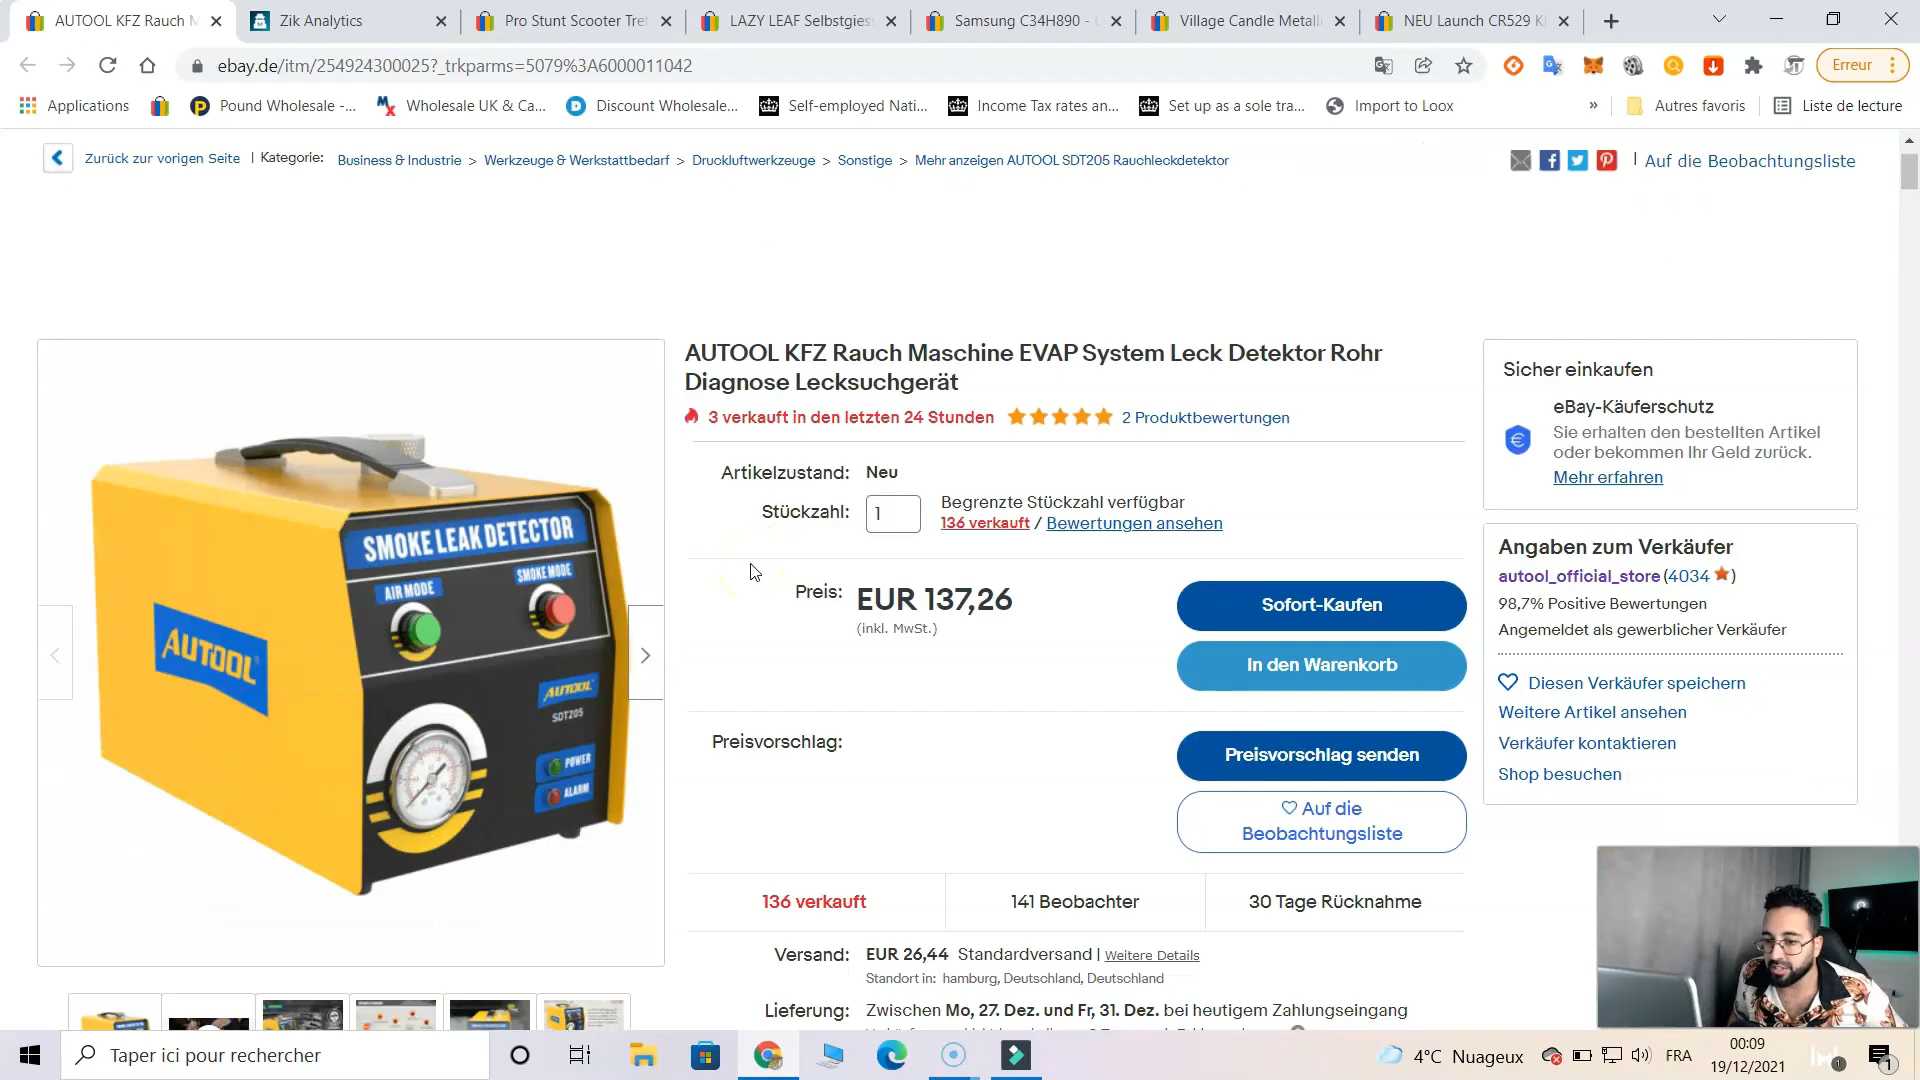 AUTOOL KFZ Rauch M
Zik Analytics
Pro Stunt Scooter Tret
LAZY LEAF Selbstgiess
Samsung C34H890 -
Village Candle Metall
NEU Launch CR529 K
ebay.de/itm/254924300025?_trkparms=5079%3A6000011042
Erreur
Applications
Pound Wholesale -...
Wholesale UK & Ca...
Discount Wholesale...
Self-employed Nati...
Income Tax rates an...
Set up as a sole tra...
Import to Loox
»
Autres favoris
Liste de lecture
Zurück zur vorigen Seite | Kategorie: Business & Industrie > Werkzeuge & Werkstattbedarf > Druckluftwerkzeuge > Sonstige > Mehr anzeigen AUTOOL SDT205 Rauchleckdetektor
| Auf die Beobachtungsliste
AUTOOL KFZ Rauch Maschine EVAP System Leck Detektor Rohr
Diagnose Lecksuchgerät
3 verkauft in den letzten 24 Stunden
2 Produktbewertungen
Artikelzustand: Neu
Stückzahl: 1
Begrenzte Stückzahl verfügbar
136 verkauft / Bewertungen ansehen
Preis: EUR 137,26
(inkl. MwSt.)
Sofort-Kaufen
In den Warenkorb
Preisvorschlag:
Preisvorschlag senden
Auf die
Beobachtungsliste
136 verkauft
141 Beobachter
30 Tage Rücknahme
Versand: EUR 26,44 Standardversand | Weitere Details
Standort in: hamburg, Deutschland, Deutschland
Lieferung: Zwischen Mo, 27. Dez. und Fr, 31. Dez. bei heutigem Zahlungseingang
Sicher einkaufen
eBay-Käuferschutz
Sie erhalten den bestellten Artikel
oder bekommen Ihr Geld zurück.
Mehr erfahren
Angaben zum Verkäufer
autool_official_store (4034 )
98,7% Positive Bewertungen
Angemeldet als gewerblicher Verkäufer
Diesen Verkäufer speichern
Weitere Artikel ansehen
Verkäufer kontaktieren
Shop besuchen
SMOKE LEAK DETECTOR
AIR MODE
SMOKE MODE
AUTOOL
AUTOOL
SDT205
POWER
ALARM
Taper ici pour rechercher
4°C Nuageux
FRA
00:09
19/12/2021
1
1